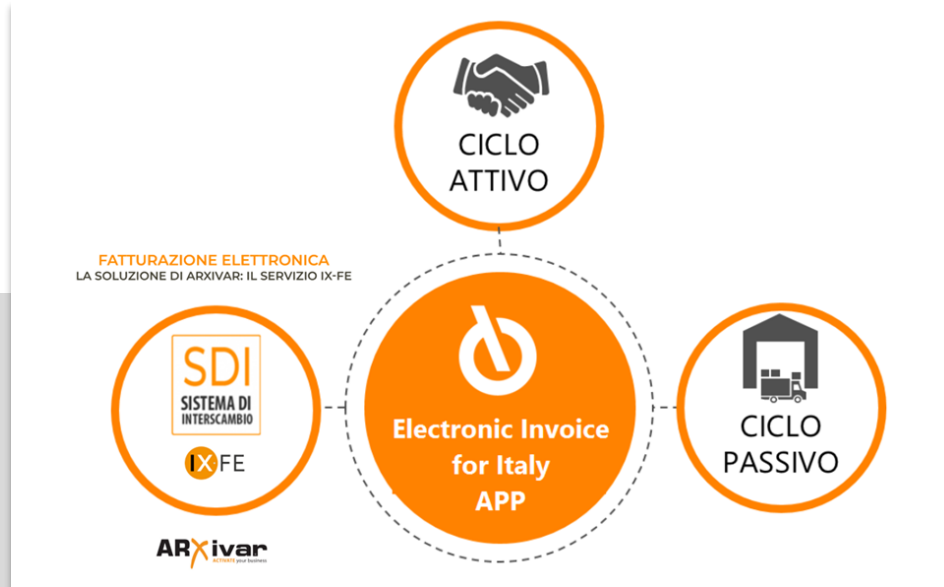 CICLO
ATTIVO
FATTURAZIONE ELETTRONICA
LA SOLUZIONE DI ARXIVAR: IL SERVIZIO IX-FE
SDI
SISTEMA DI
INTERSCAMBIO
IX FE
Electronic Invoice
for Italy
APP
CICLO
PASSIVO
ARXivar
ACTIVATE your business